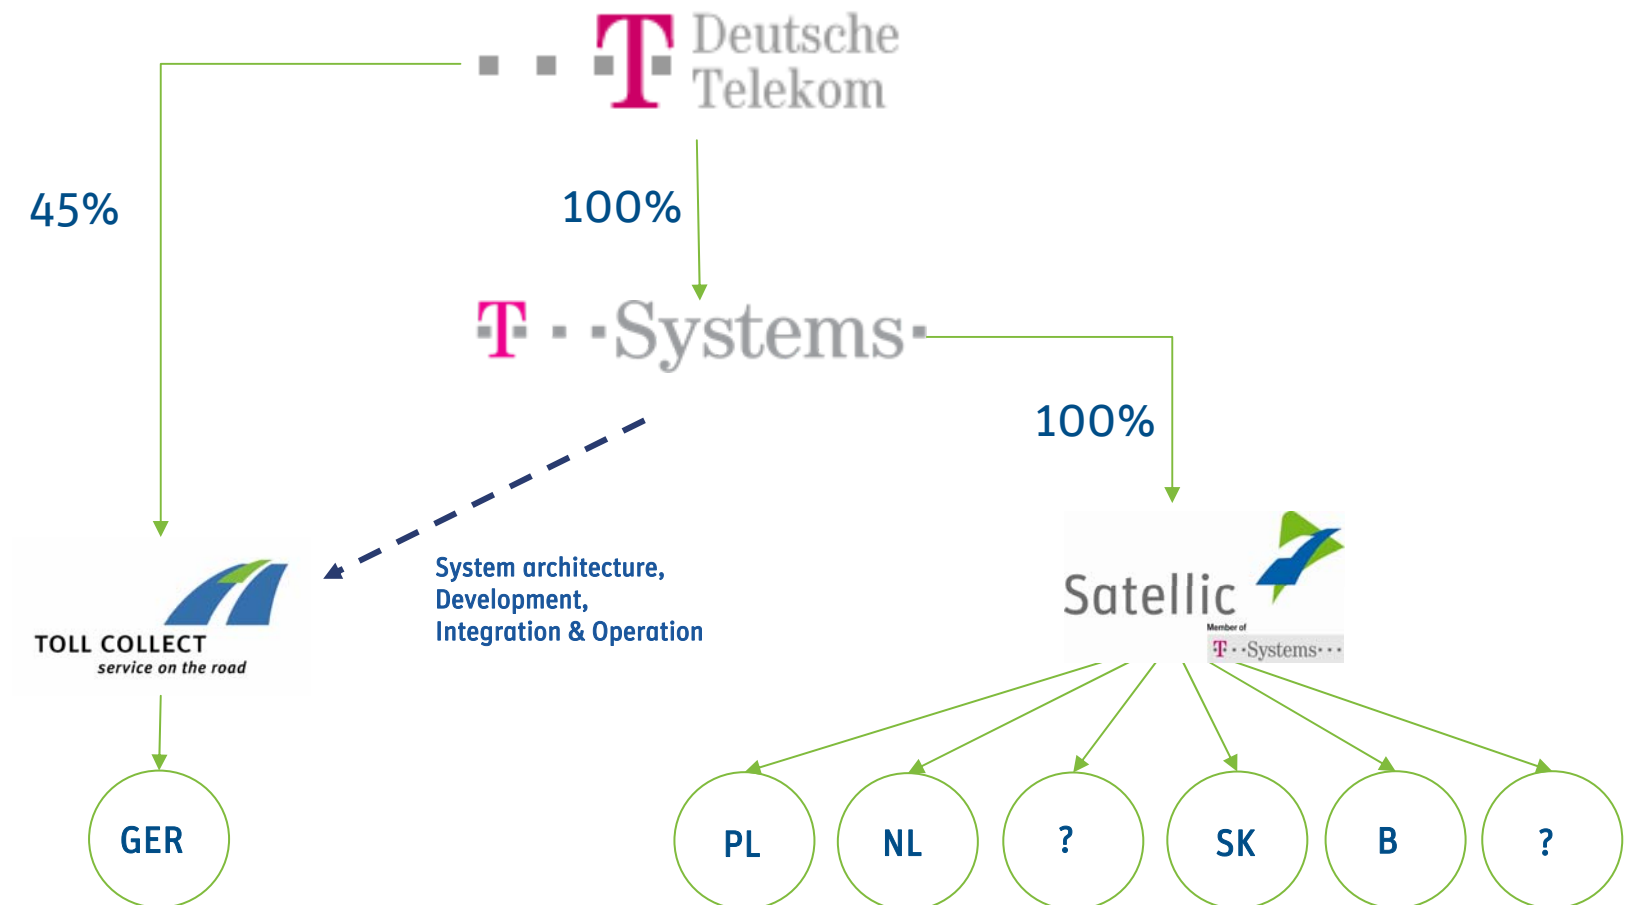 Deutsche
Telekom
45%
100%
T··Systems·
100%
System architecture,
Development,
Integration & Operation
TOLL COLLECT
service on the road
Satellic
Member of
T··Systems···
GER
PL
NL
?
SK
B
?